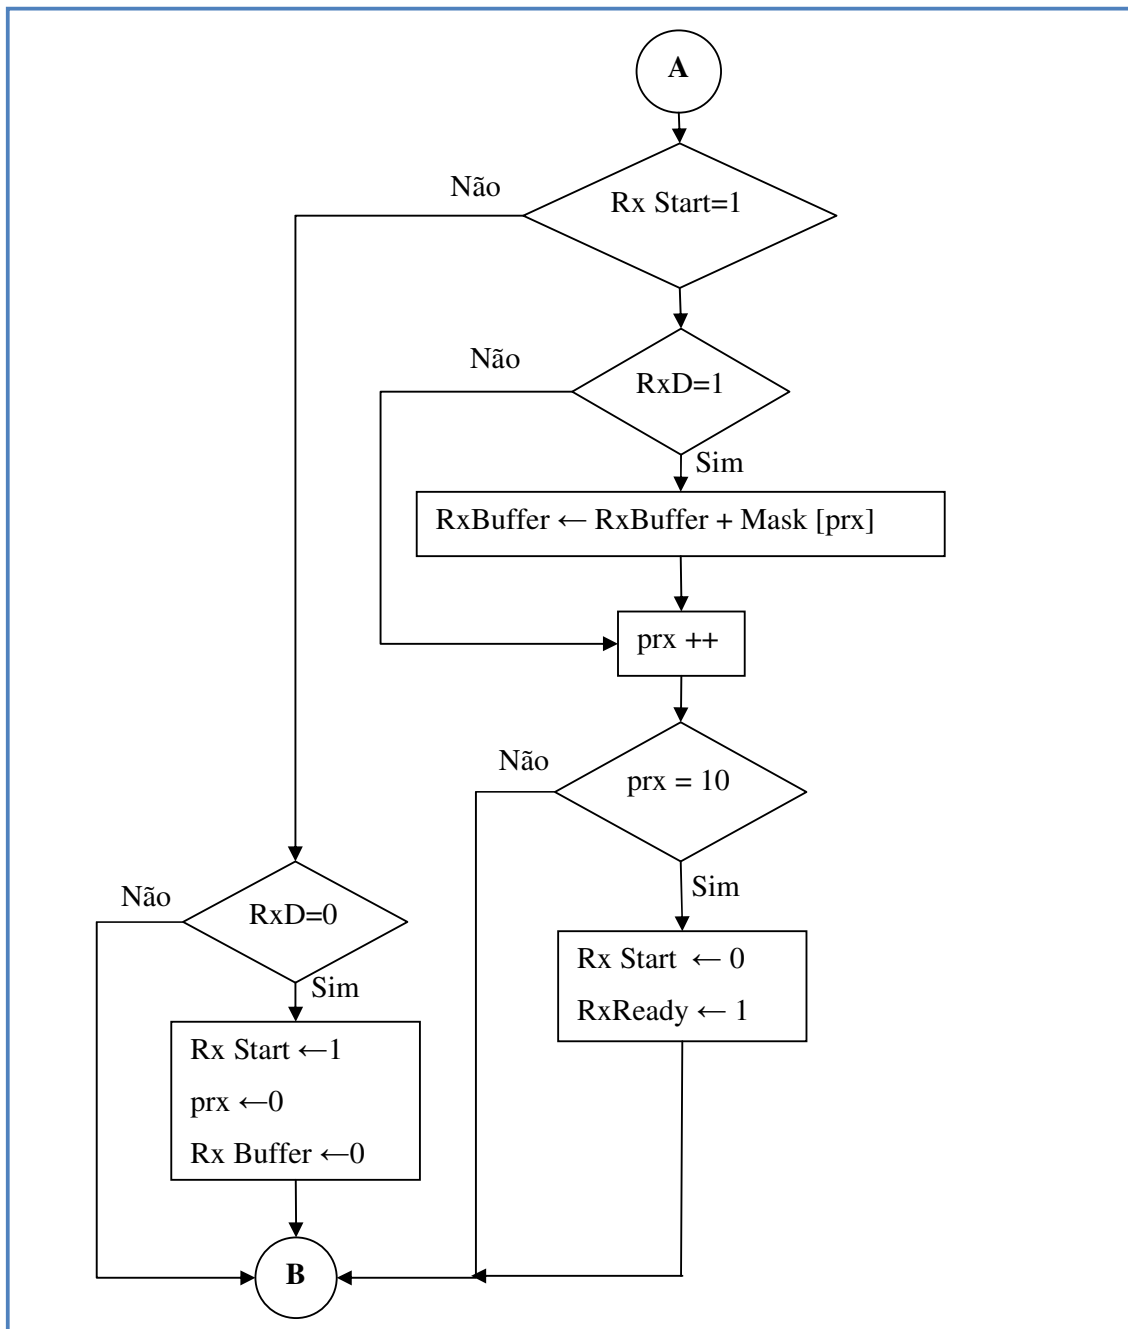 A
Rx Start=1
Não
RxD=1
Não
Sim
RxBuffer ← RxBuffer + Mask [prx]
prx ++
prx = 10
Não
Sim
Rx Start ← 0
RxReady ← 1
RxD=0
Não
Sim
Rx Start ←1
prx ←0
Rx Buffer ←0
B